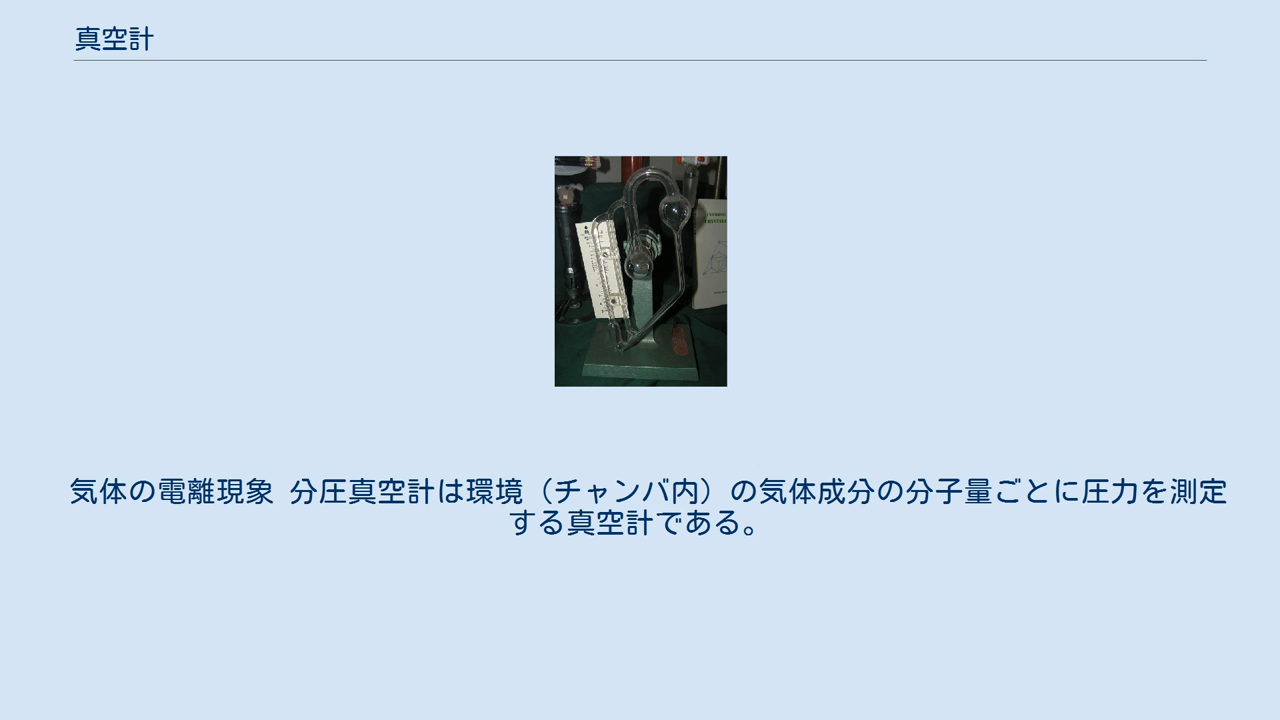 真空計
気体の電離現象 分圧真空計は環境（チャンバ内）の気体成分の分子量ごとに圧力を測定
する真空計である。